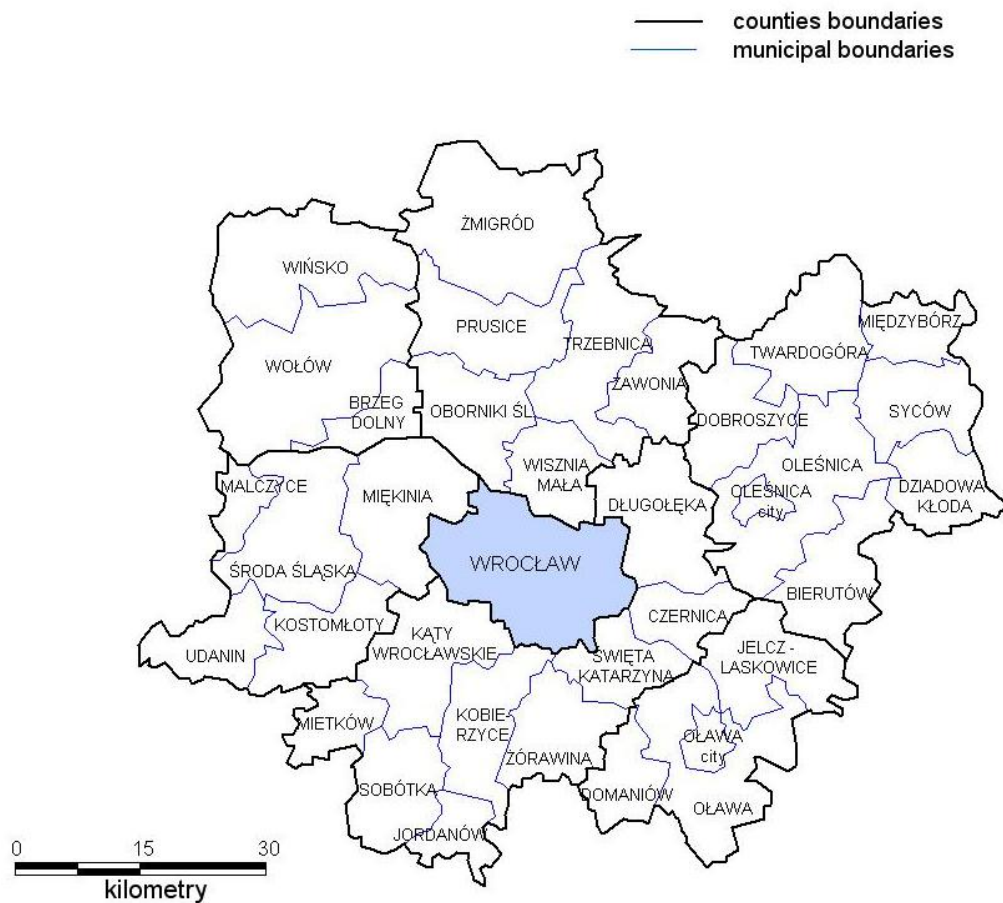 counties boundaries
municipal boundaries
ŻMIGRÓD
WIŃSKO
MIĘDZYBÓRZ
PRUSICE
TRZEBNICA
TWARDOGÓRA
WOŁÓW
ZAWONIA
BRZEG
DOLNY
OBORNIKI ŚL.
DOBROSZYCE
SYCÓW
WISZNIA
MAŁA
OLEŚNICA
MALCZYCE
MIĘKINIA
DŁUGOŁĘKA
OLEŚNICA
city
DZIADOWA
KŁODA
WROCŁAW
ŚRODA ŚLĄSKA
BIERUTÓW
KOSTOMŁOTY
CZERNICA
KĄTY
WROCŁAWSKIE
UDANIN
ŚWIĘTA
KATARZYNA
JELCZ -
LASKOWICE
MIETKÓW
KOBIE-
RZYCE
OŁAWA
city
ŻÓRAWINA
SOBÓTKA
DOMANIÓW
OŁAWA
JORDANÓW
0 15 30
kilometry